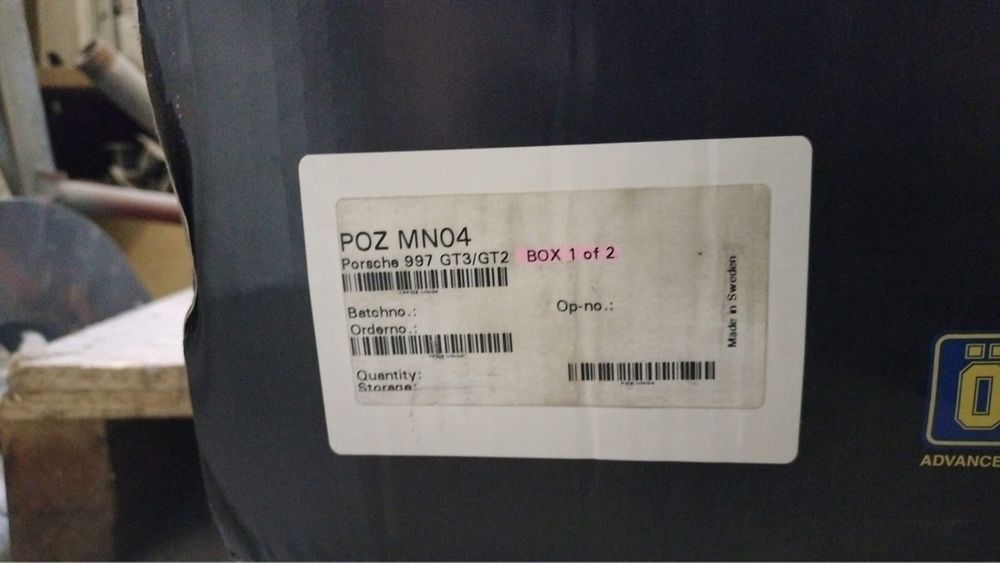 POZ MN04
Porsche 997 GT3/GT2 BOX 1 of 2
Batchno.:
Op-no.:
Orderno.:
Quantity:
Storage:
Made in Sweden
Ö